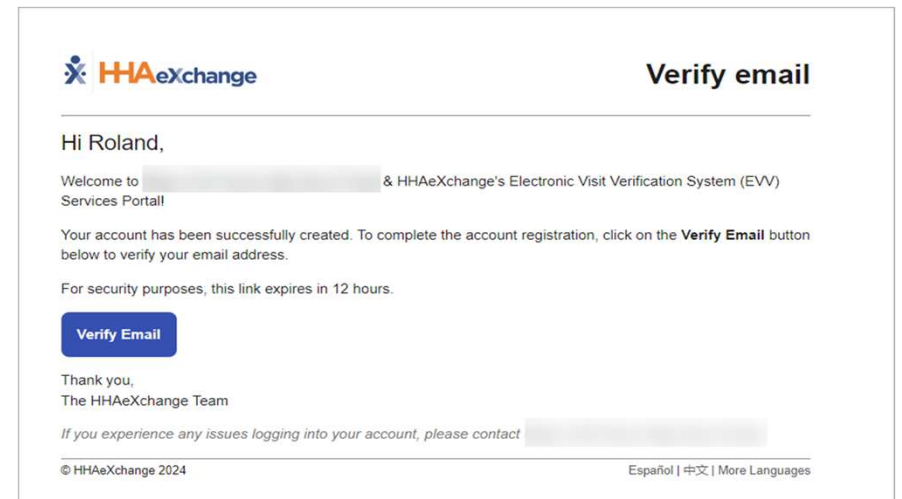 HHAeXchange
Verify email
Hi Roland,
Welcome to & HHAeXchange's Electronic Visit Verification System (EVV)
Services Portal!
Your account has been successfully created. To complete the account registration, click on the Verify Email button
below to verify your email address.
For security purposes, this link expires in 12 hours.
Verify Email
Thank you,
The HHAeXchange Team
If you experience any issues logging into your account, please contact
© HHAeXchange 2024
Español | 中文 | More Languages